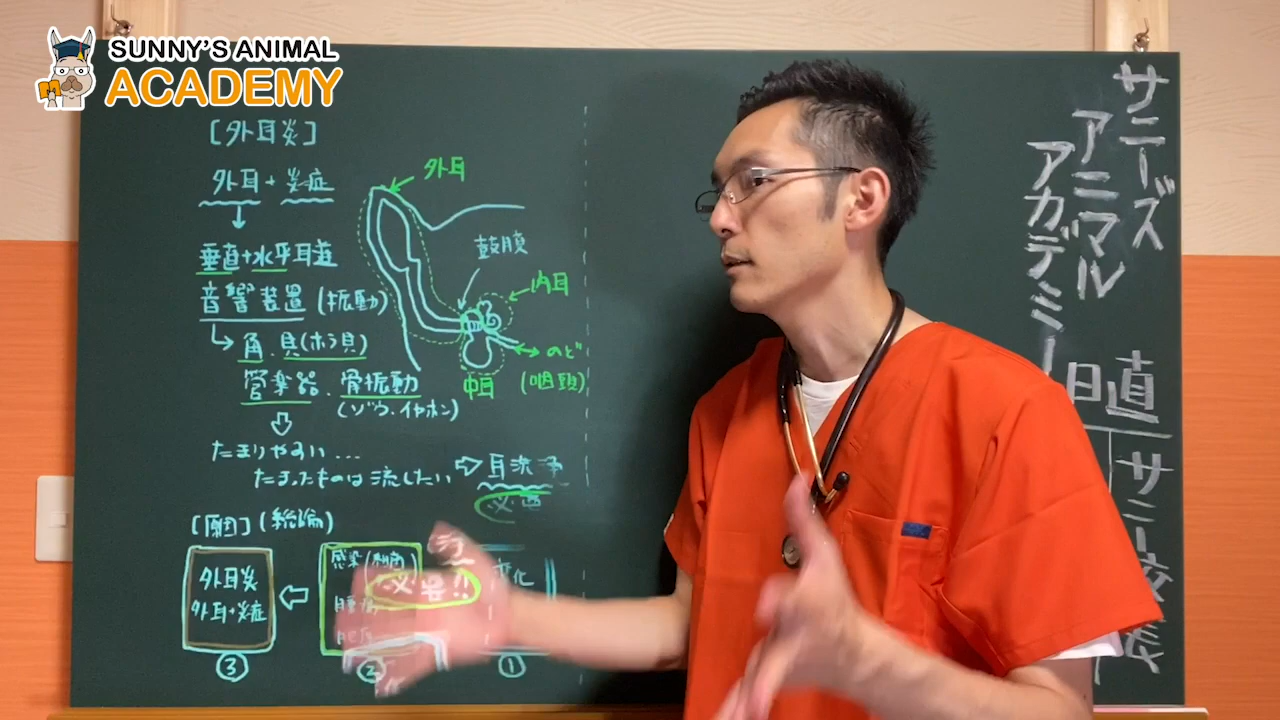 SUNNY'S ANIMAL
ACADEMY
[外耳炎]
外耳+炎症
垂直+水平耳道
音響装置(振動)
角、貝(ホラ貝)
管楽器、骨振動
(ゾウ、イヤホン)
たまりやすい...
たまったものは流したい
耳洗浄
外耳
鼓膜
内耳
のど
(咽頭)
中耳
[原因](総論)
外耳炎
外耳+炎症
③
感染(細菌
必要!!
②
変化
①
サニーズ
アニマル
アカデミー
日直
サニー校長